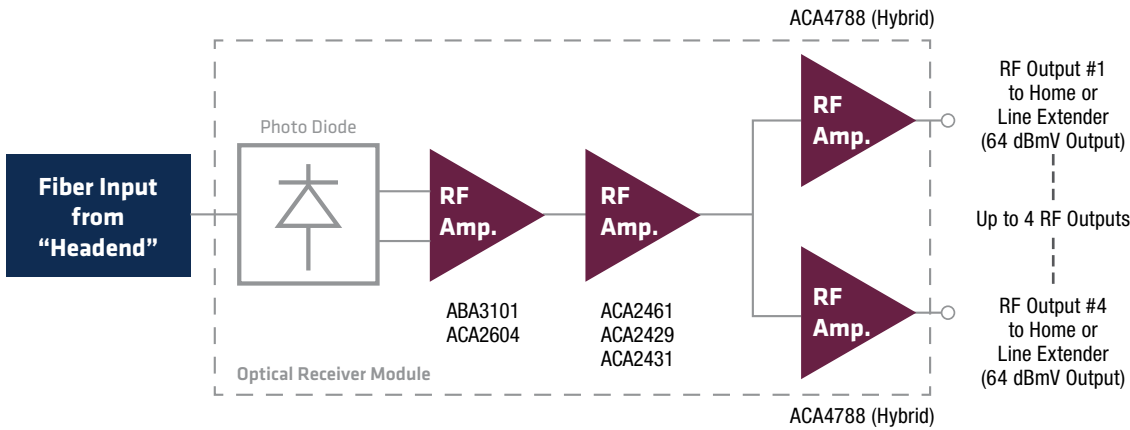 ACA4788 (Hybrid)
Photo Diode
Fiber Input
from
“Headend”
RF
Amp.
RF
Amp.
RF
Amp.
RF
Amp.
ABA3101
ACA2604
ACA2461
ACA2429
ACA2431
Optical Receiver Module
ACA4788 (Hybrid)
RF Output #1
to Home or
Line Extender
(64 dBmV Output)
Up to 4 RF Outputs
RF Output #4
to Home or
Line Extender
(64 dBmV Output)